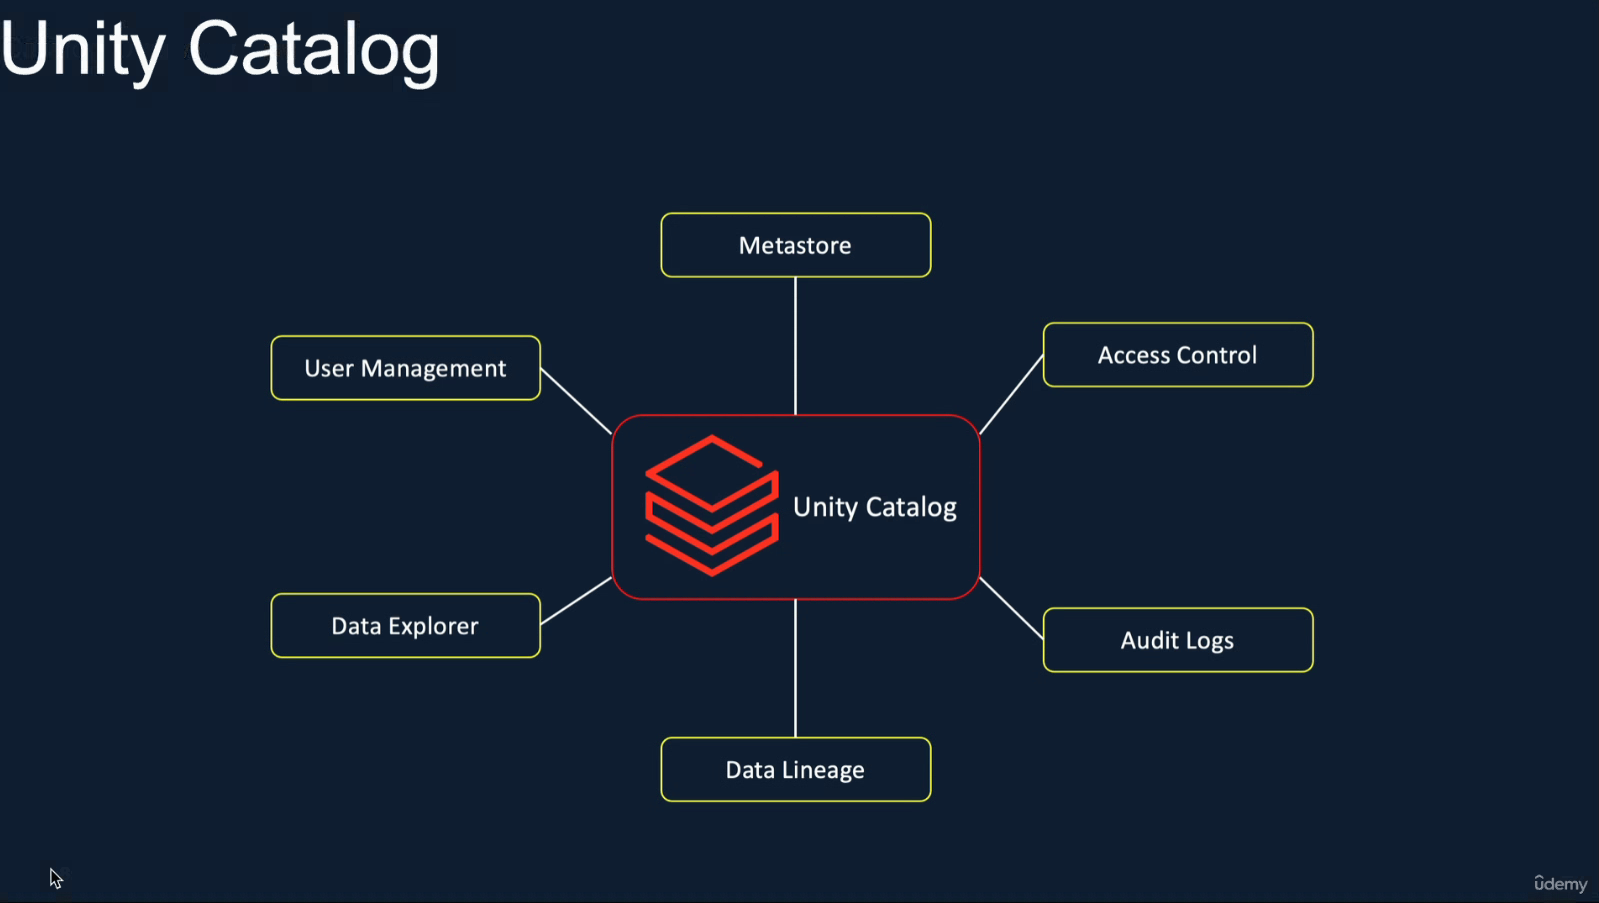 Unity Catalog
Metastore
User Management
Access Control
Unity Catalog
Data Explorer
Audit Logs
Data Lineage
ûdemy